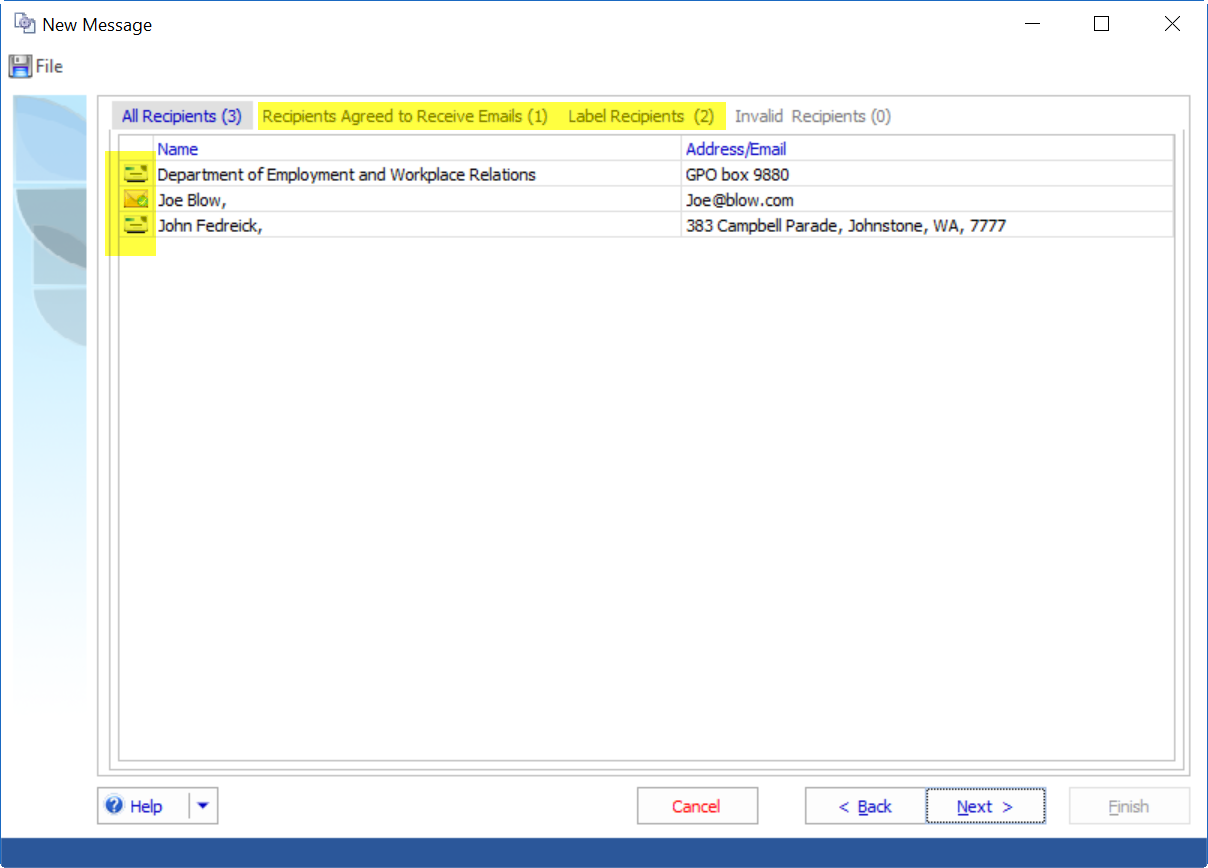 New Message
File
All Recipients (3) Recipients Agreed to Receive Emails (1) Label Recipients (2) Invalid Recipients (0)
Name Address/Email
Department of Employment and Workplace Relations GPO box 9880
Joe Blow, Joe@blow.com
John Fedreick, 383 Campbell Parade, Johnstone, WA, 7777
Help Cancel < Back Next > Finish